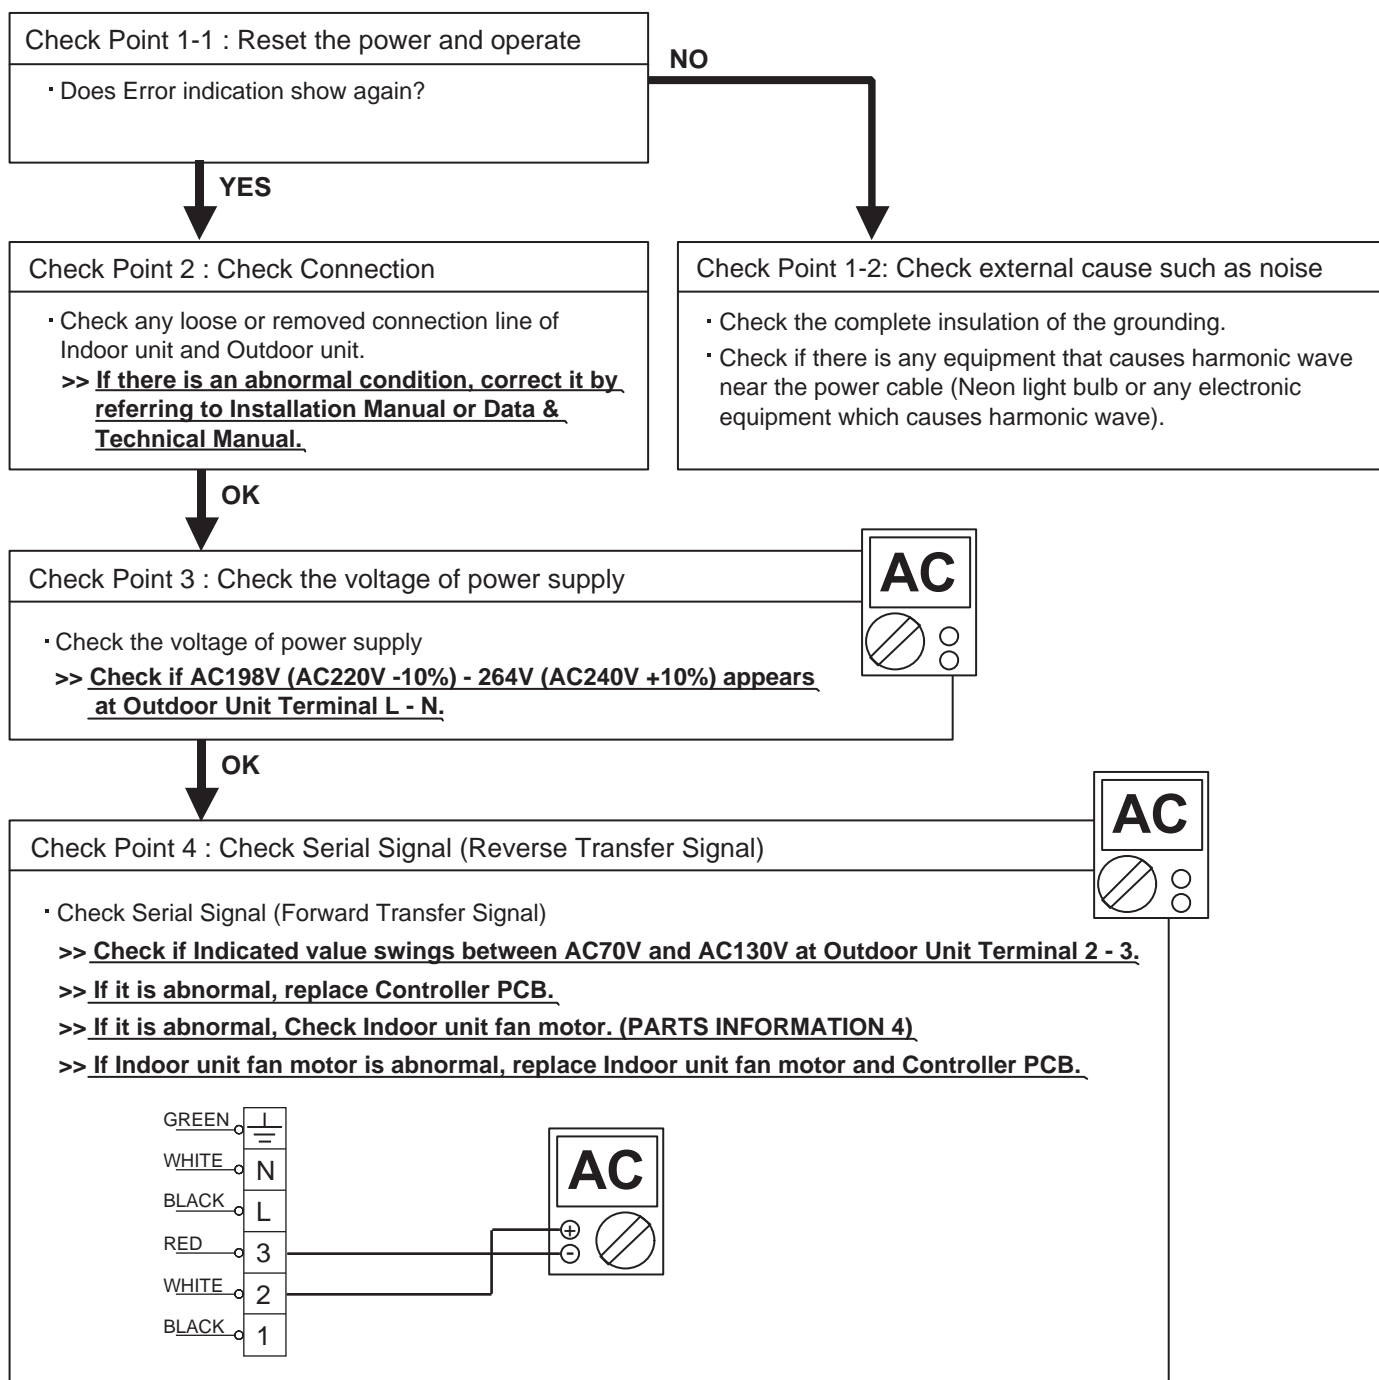 Check Point 1-1 : Reset the power and operate
· Does Error indication show again?
NO
YES
Check Point 2 : Check Connection
· Check any loose or removed connection line of
Indoor unit and Outdoor unit.
>> If there is an abnormal condition, correct it by
referring to Installation Manual or Data &
Technical Manual.
Check Point 1-2: Check external cause such as noise
· Check the complete insulation of the grounding.
· Check if there is any equipment that causes harmonic wave
near the power cable (Neon light bulb or any electronic
equipment which causes harmonic wave).
OK
Check Point 3 : Check the voltage of power supply
AC
· Check the voltage of power supply
>> Check if AC198V (AC220V -10%) - 264V (AC240V +10%) appears
at Outdoor Unit Terminal L - N.
OK
Check Point 4 : Check Serial Signal (Reverse Transfer Signal)
AC
· Check Serial Signal (Forward Transfer Signal)
>> Check if Indicated value swings between AC70V and AC130V at Outdoor Unit Terminal 2 - 3.
>> If it is abnormal, replace Controller PCB.
>> If it is abnormal, Check Indoor unit fan motor. (PARTS INFORMATION 4)
>> If Indoor unit fan motor is abnormal, replace Indoor unit fan motor and Controller PCB.
GREEN
WHITE N
BLACK L
RED 3
WHITE 2
BLACK 1
AC
+
-